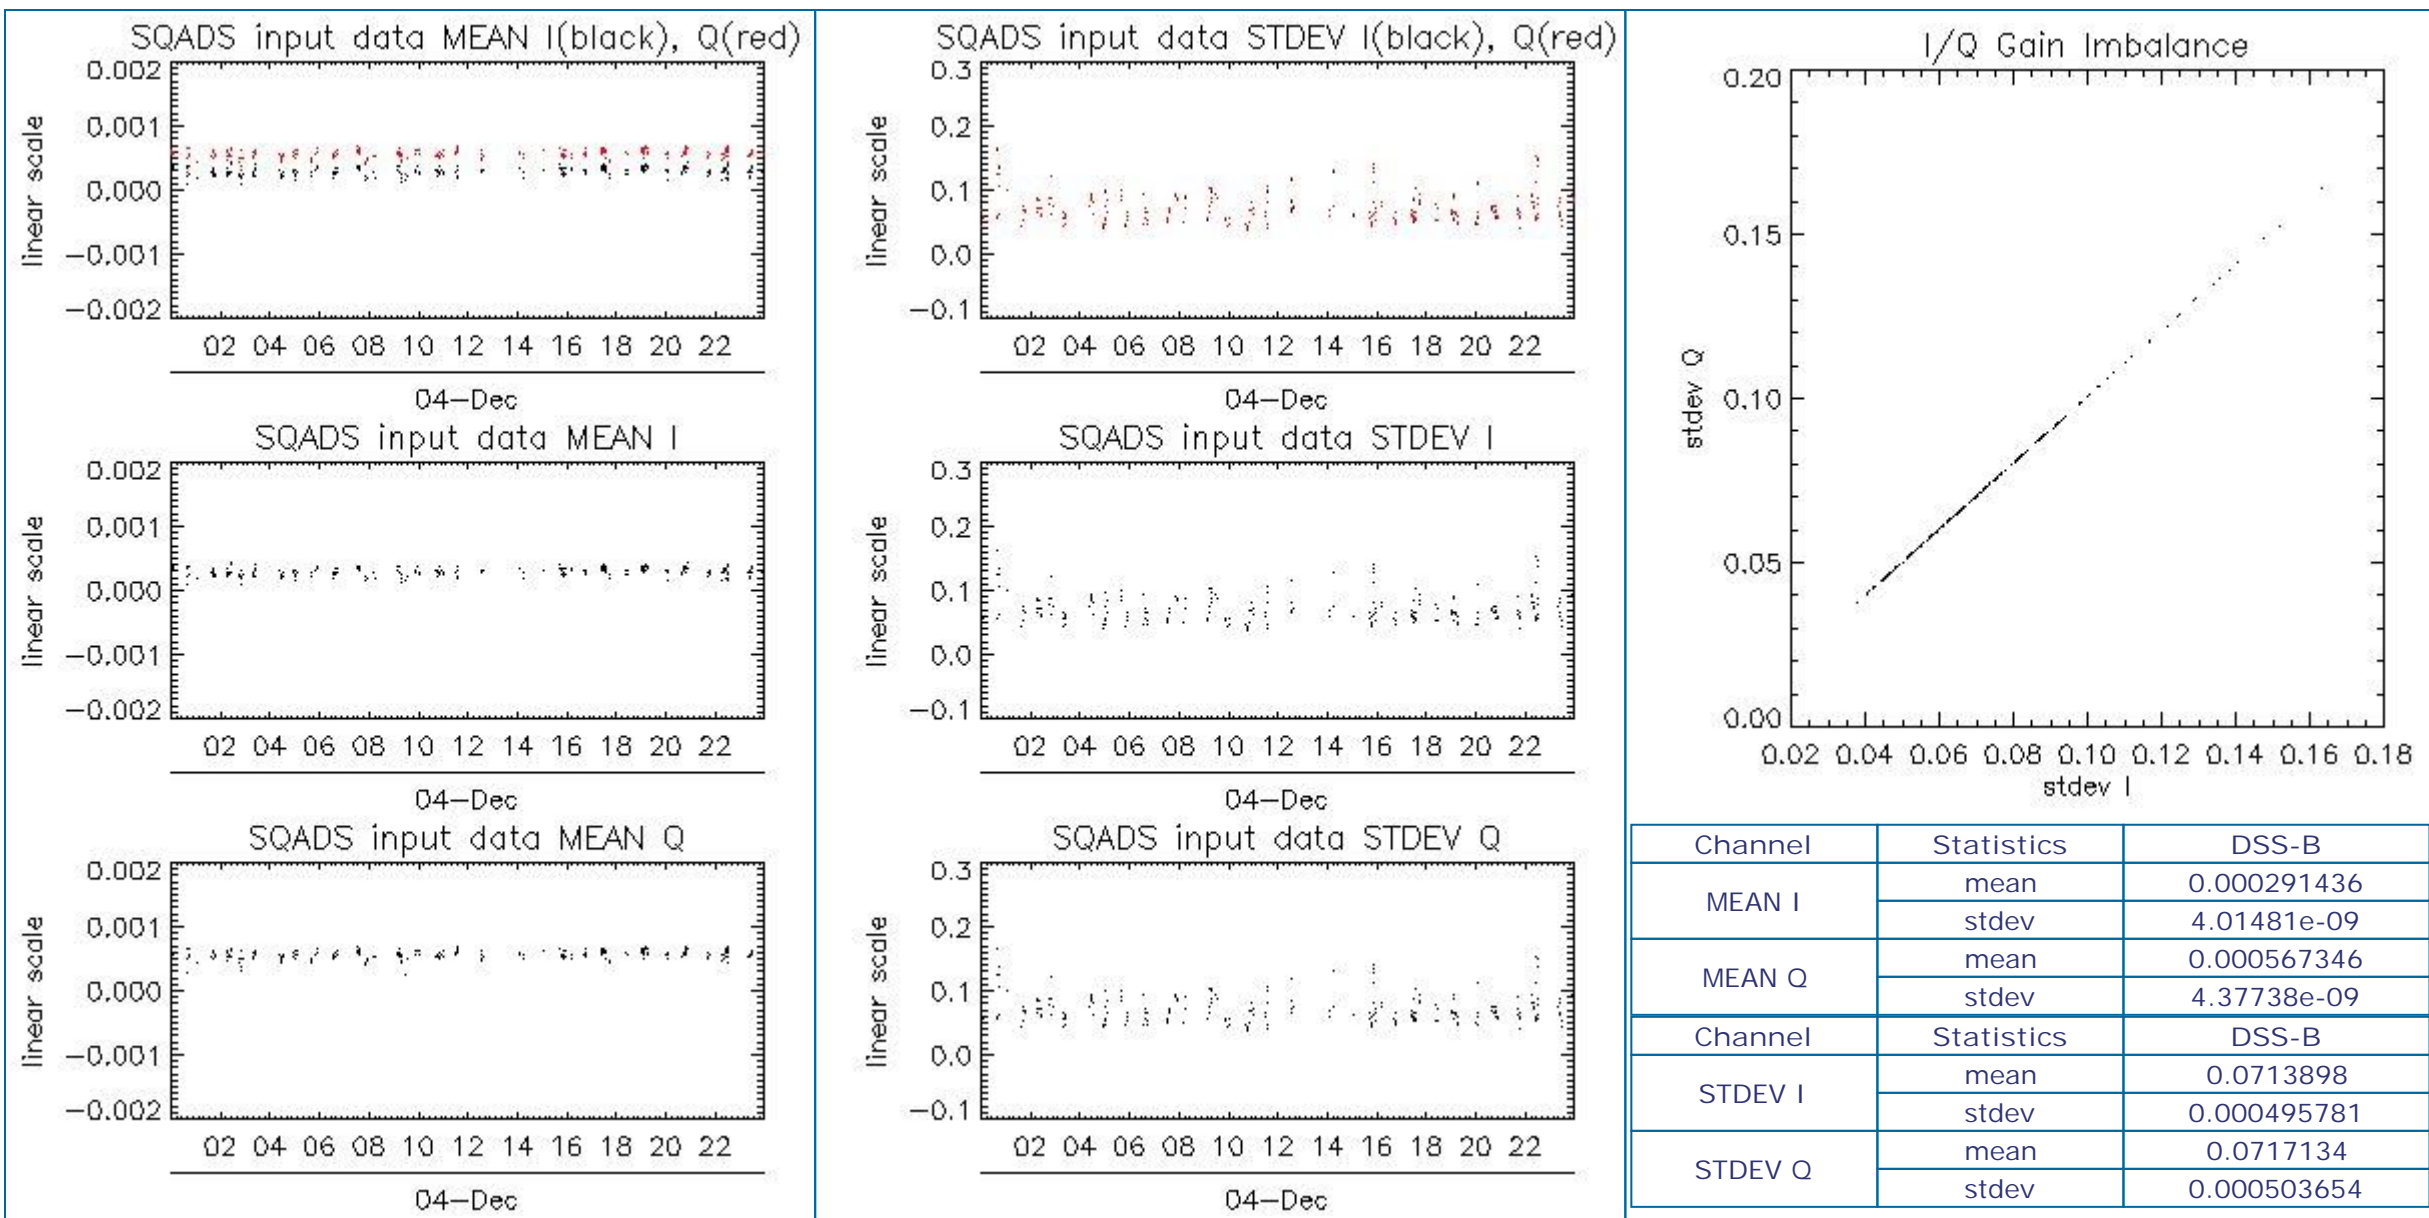 SQADS input data MEAN I(black), Q(red)
0.002
0.001
0.000
−0.001
−0.002
linear scale
02 04 06 08 10 12 14 16 18 20 22
04−Dec
SQADS input data MEAN I
0.002
0.001
0.000
−0.001
−0.002
linear scale
02 04 06 08 10 12 14 16 18 20 22
04−Dec
SQADS input data MEAN Q
0.002
0.001
0.000
−0.001
−0.002
linear scale
02 04 06 08 10 12 14 16 18 20 22
04−Dec
SQADS input data STDEV I(black), Q(red)
0.3
0.2
0.1
0.0
−0.1
linear scale
02 04 06 08 10 12 14 16 18 20 22
04−Dec
SQADS input data STDEV I
0.3
0.2
0.1
0.0
−0.1
linear scale
02 04 06 08 10 12 14 16 18 20 22
04−Dec
SQADS input data STDEV Q
0.3
0.2
0.1
0.0
−0.1
linear scale
02 04 06 08 10 12 14 16 18 20 22
04−Dec
I/Q Gain Imbalance
0.20
0.15
0.10
0.05
0.00
stdev Q
0.02 0.04 0.06 0.08 0.10 0.12 0.14 0.16 0.18
stdev I
Channel Statistics DSS-B
MEAN I mean 0.000291436
stdev 4.01481e-09
MEAN Q mean 0.000567346
stdev 4.37738e-09
Channel Statistics DSS-B
STDEV I mean 0.0713898
stdev 0.000495781
STDEV Q mean 0.0717134
stdev 0.000503654